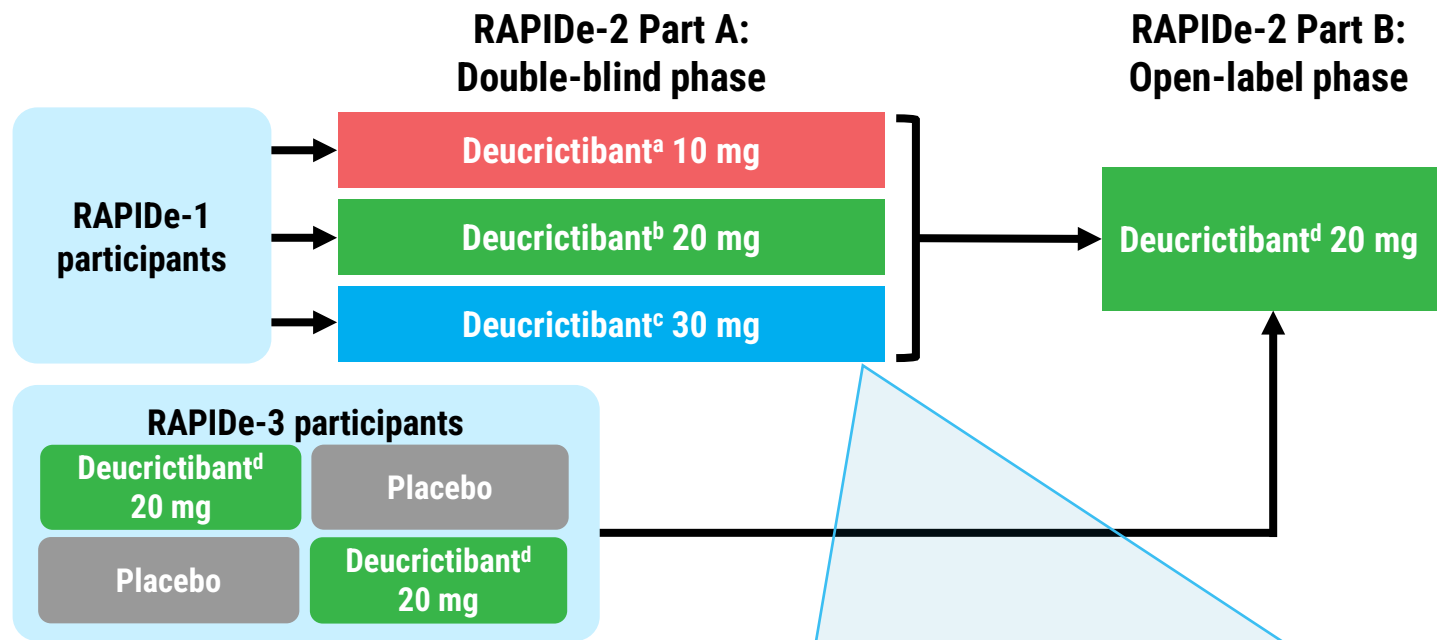 RAPIDe-2 Part A:
Double-blind phase
RAPIDe-2 Part B:
Open-label phase
RAPIDe-1
participants
Deucrictibantᵃ 10 mg
Deucrictibantᵇ 20 mg
Deucrictibantᶜ 30 mg
Deucrictibantᵈ 20 mg
RAPIDe-3 participants
Deucrictibantᵈ
20 mg
Placebo
Placebo
Deucrictibantᵈ
20 mg